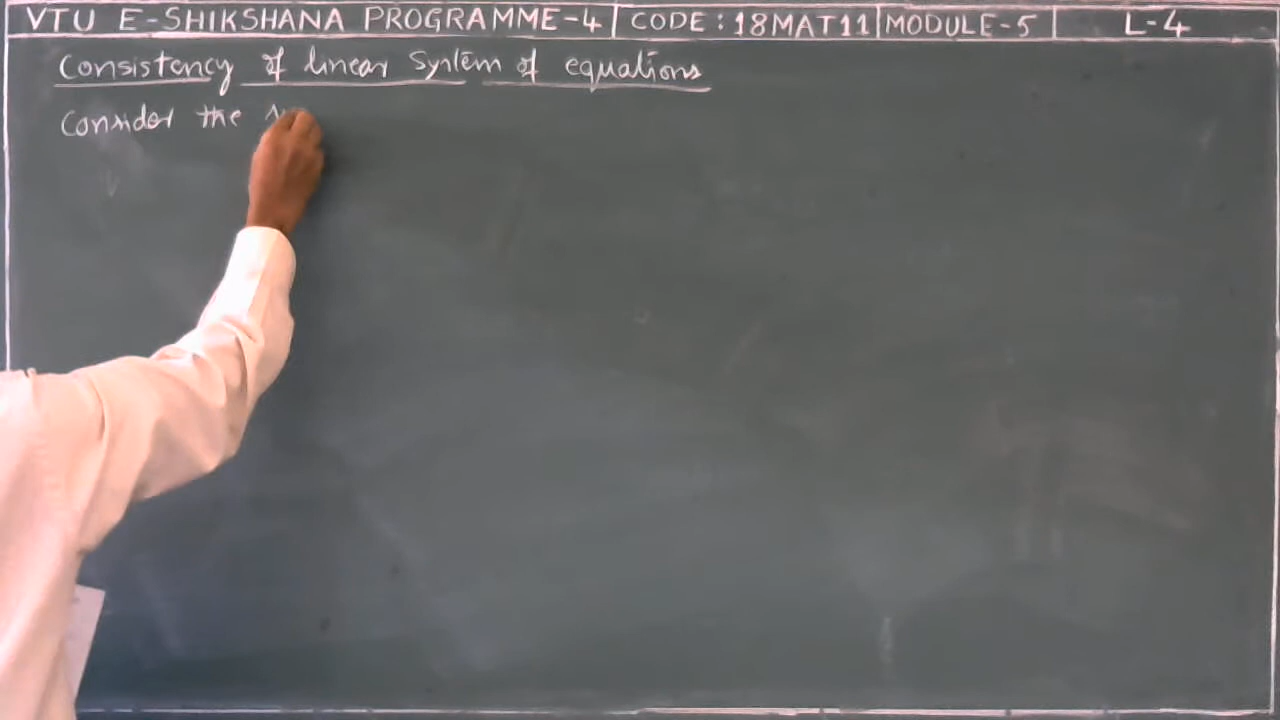 VTU E-SHIKSHANA PROGRAMME-4 CODE: 18MAT11 MODULE-5 L-4
Consistency of linear System of equations
Consider the